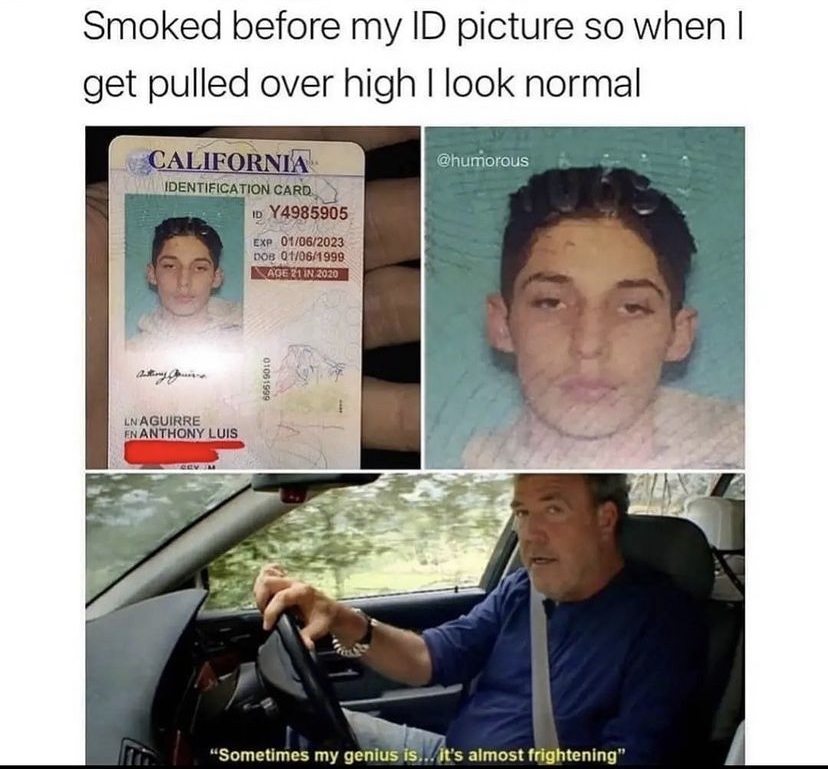 Smoked before my ID picture so when I
get pulled over high I look normal
CALIFORNIA
IDENTIFICATION CARD
ID Y4985905
EXP 01/06/2023
DOB 01/06/1999
AGE 21 IN 2020
01061999
LN AGUIRRE
FN ANTHONY LUIS
@humorous
"Sometimes my genius is... it's almost frightening"